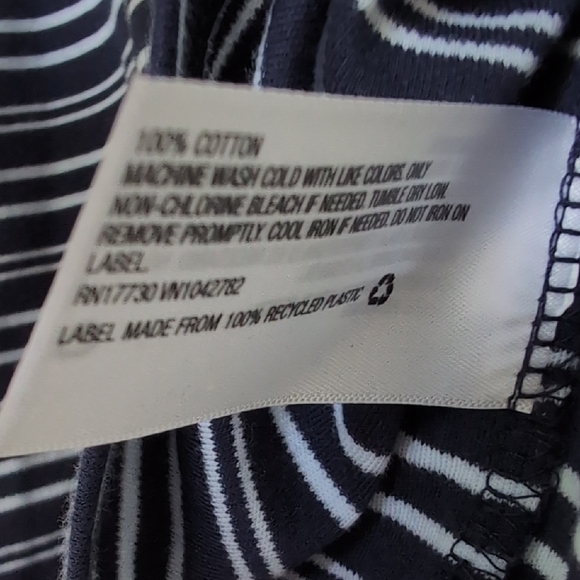 100% COTTON
MACHINE WASH COLD WITH LIKE COLORS. ONLY
NON-CHLORINE BLEACH IF NEEDED. TUMBLE DRY LOW.
REMOVE PROMPTLY. COOL IRON IF NEEDED. DO NOT IRON ON
LABEL.
RN17730 VN1042782
LABEL MADE FROM 100% RECYCLED PLASTIC